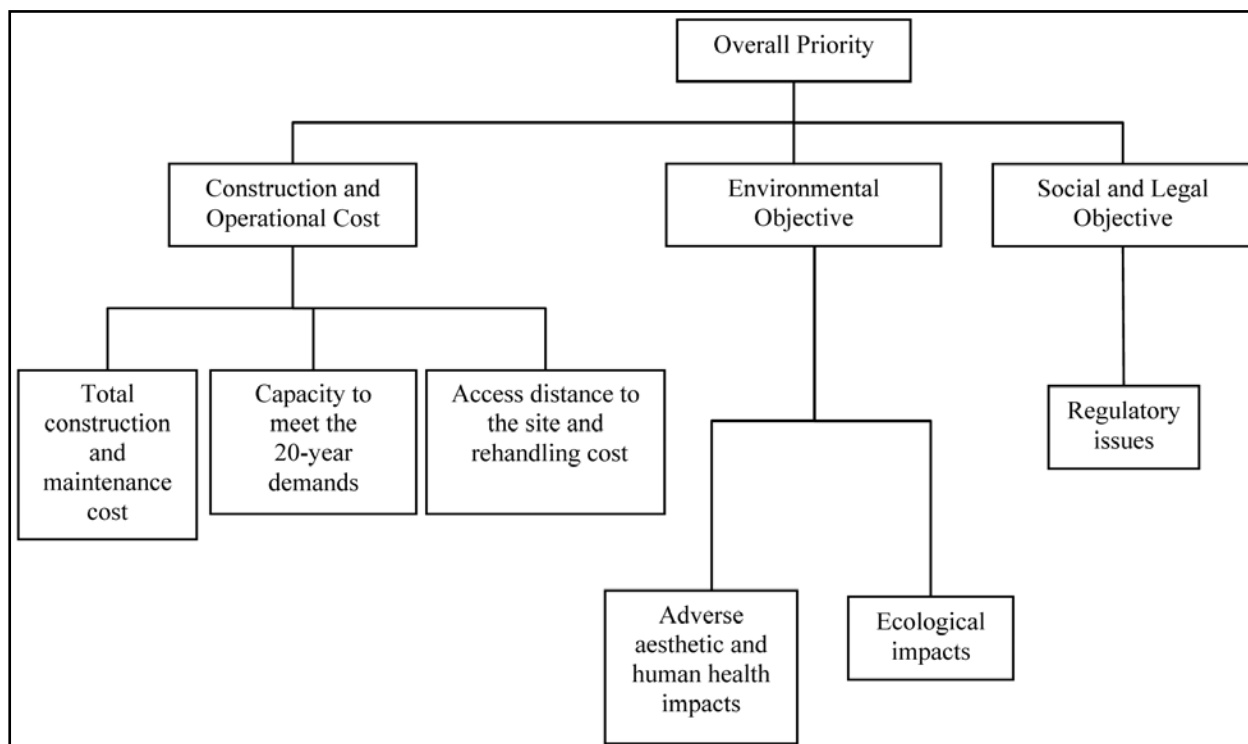 Overall Priority
Construction and
Operational Cost
Environmental
Objective
Social and Legal
Objective
Total
construction
and
maintenance
cost
Capacity to
meet the
20-year
demands
Access distance to
the site and
rehandling cost
Regulatory
issues
Adverse
aesthetic and
human health
impacts
Ecological
impacts